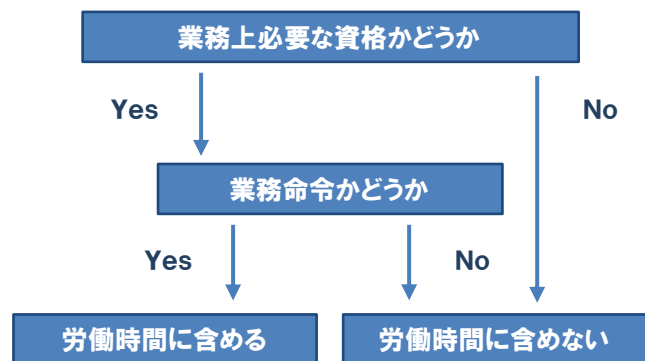 業務上必要な資格かどうか
Yes
No
業務命令かどうか
Yes
No
労働時間に含める
労働時間に含めない